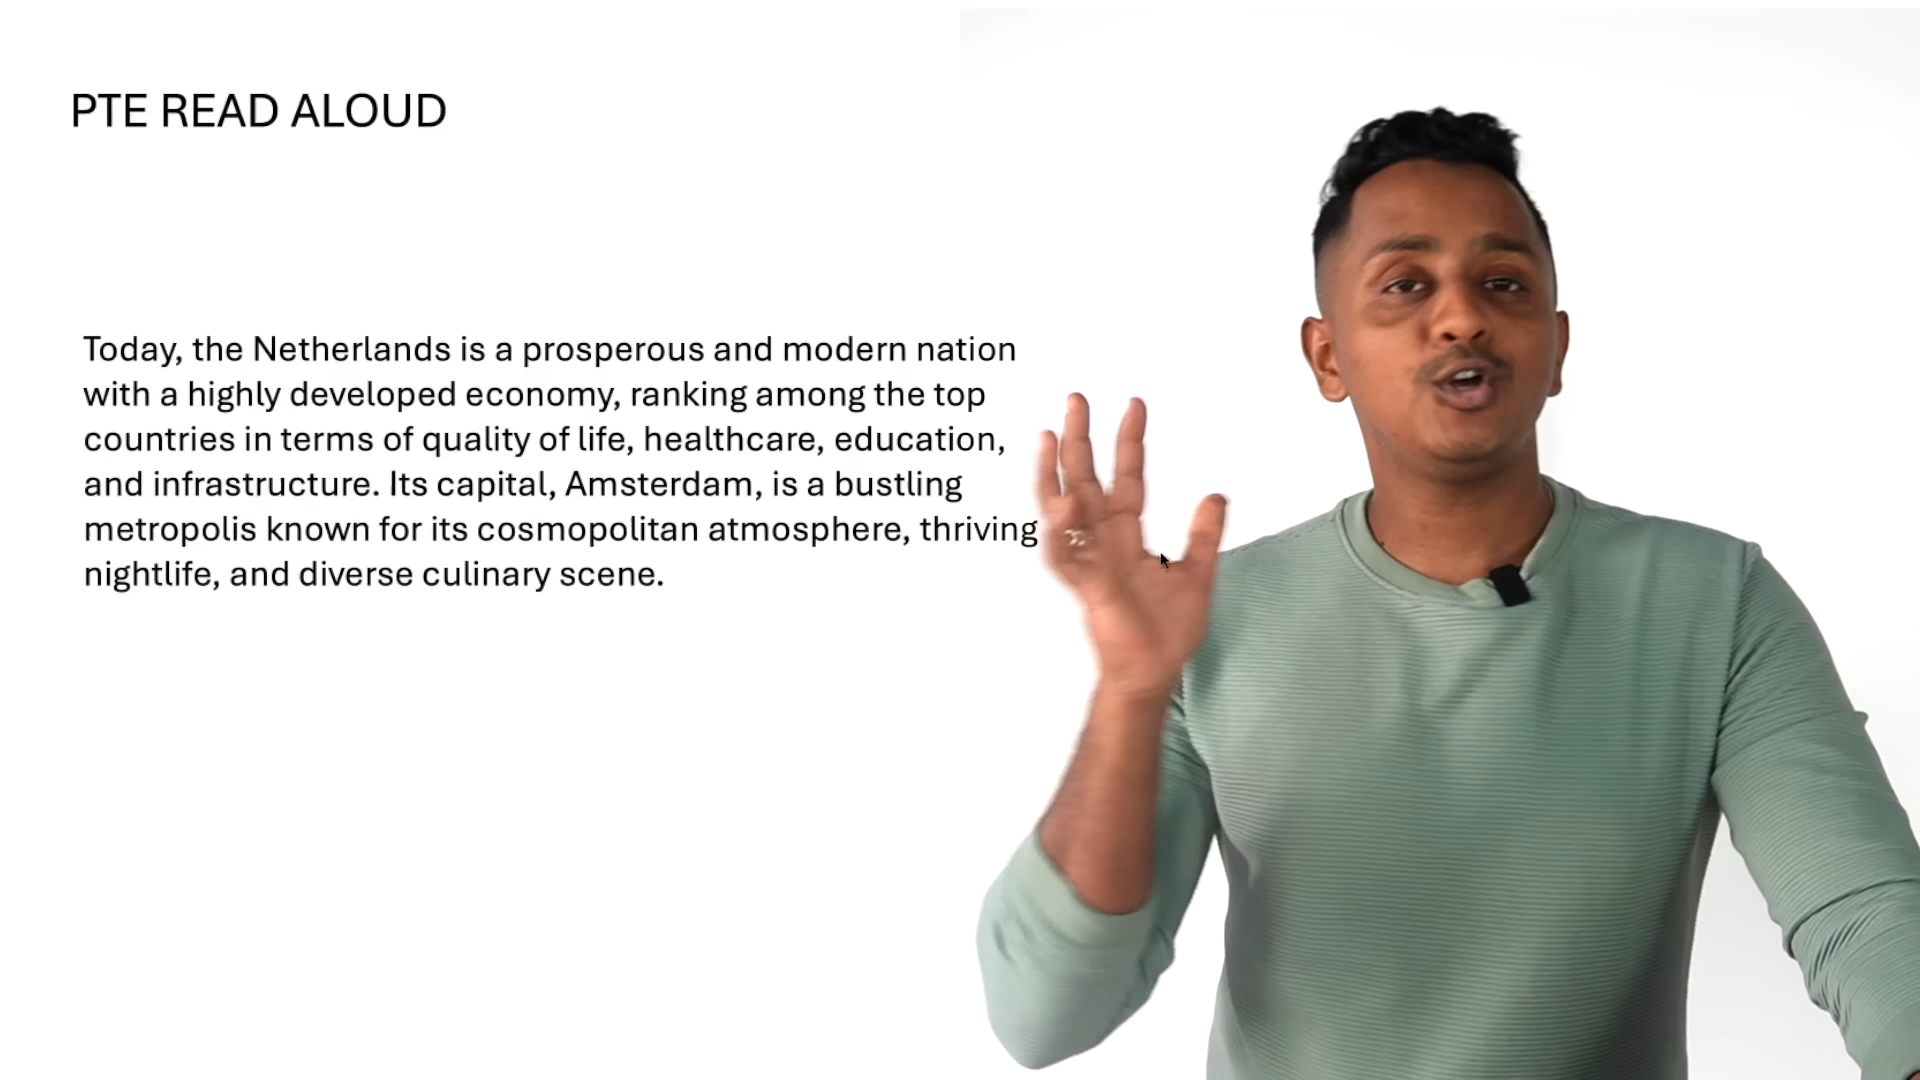 PTE READ ALOUD
Today, the Netherlands is a prosperous and modern nation
with a highly developed economy, ranking among the top
countries in terms of quality of life, healthcare, education,
and infrastructure. Its capital, Amsterdam, is a bustling
metropolis known for its cosmopolitan atmosphere, thriving
nightlife, and diverse culinary scene.